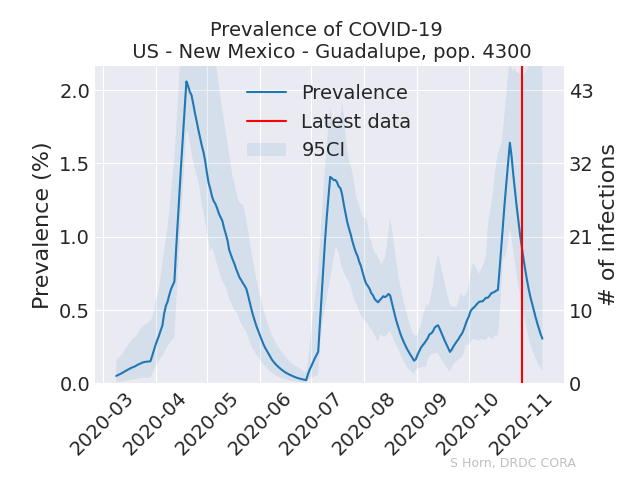 Prevalence of COVID-19
US - New Mexico - Guadalupe, pop. 4300
Prevalence
Latest data
95CI
Prevalence (%)
2.0
1.5
1.0
0.5
0.0
# of infections
43
32
21
10
0
2020-03
2020-04
2020-05
2020-06
2020-07
2020-08
2020-09
2020-10
2020-11
S Horn, DRDC CORA